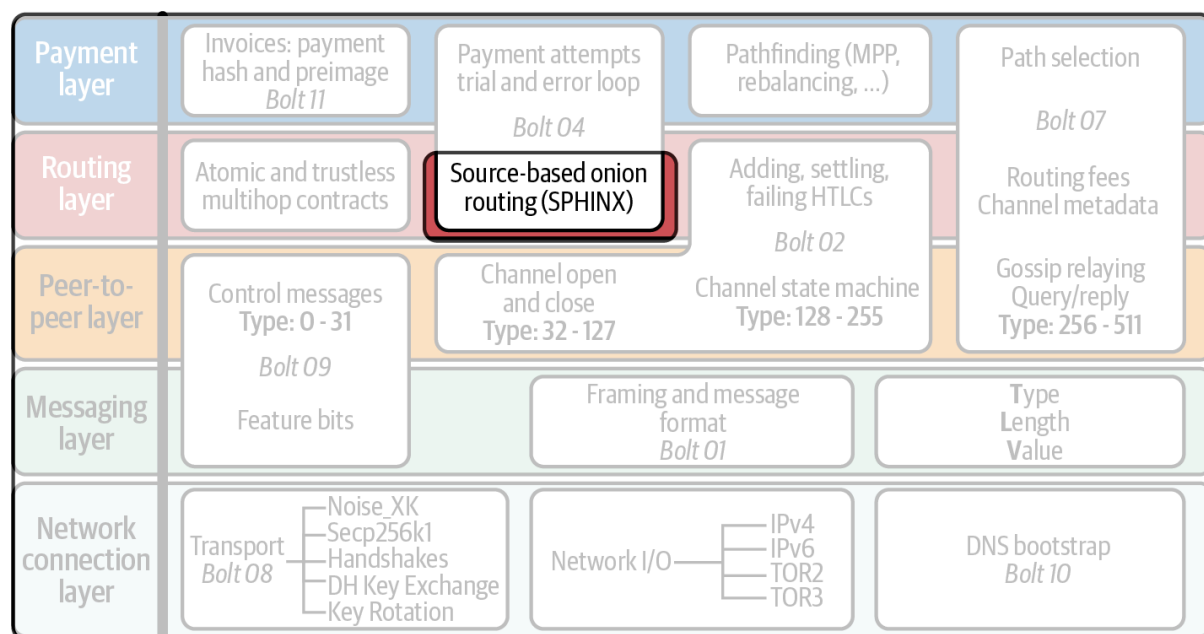 Payment
layer
Invoices: payment
hash and preimage
Bolt 11
Payment attempts
trial and error loop
Bolt 04
Pathfinding (MPP,
rebalancing, ...)
Path selection
Bolt 07
Routing
layer
Atomic and trustless
multihop contracts
Source-based onion
routing (SPHINX)
Adding, settling,
failing HTLCs
Bolt 02
Routing fees
Channel metadata
Peer-to-
peer layer
Control messages
Type: 0 - 31
Bolt 09
Feature bits
Channel open
and close
Type: 32 - 127
Channel state machine
Type: 128 - 255
Gossip relaying
Query/reply
Type: 256 - 511
Messaging
layer
Framing and message
format
Bolt 01
Type
Length
Value
Network
connection
layer
Transport
Bolt 08
Noise_XK
Secp256k1
Handshakes
DH Key Exchange
Key Rotation
Network I/O
IPv4
IPv6
TOR2
TOR3
DNS bootstrap
Bolt 10